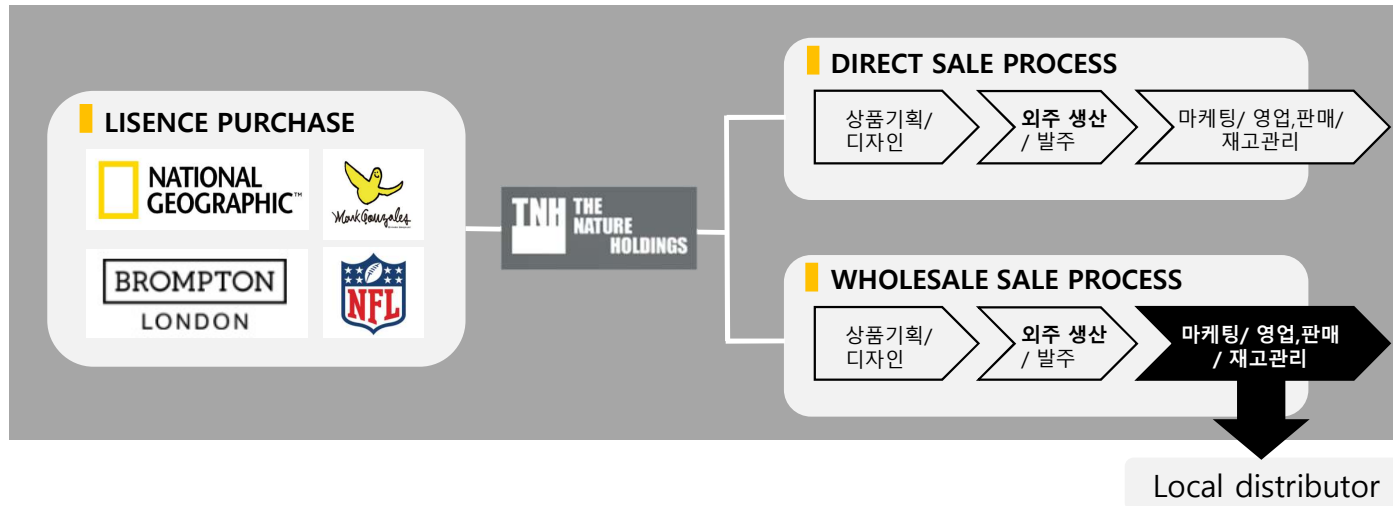 LISENCE PURCHASE
NATIONAL
GEOGRAPHIC™
Mark Gonzales
BROMPTON
LONDON
NFL
TNH THE
NATURE
HOLDINGS
DIRECT SALE PROCESS
상품기획/
디자인
외주 생산
/ 발주
마케팅/ 영업,판매/
재고관리
WHOLESALE SALE PROCESS
상품기획/
디자인
외주 생산
/ 발주
마케팅/ 영업,판매
/ 재고관리
Local distributor